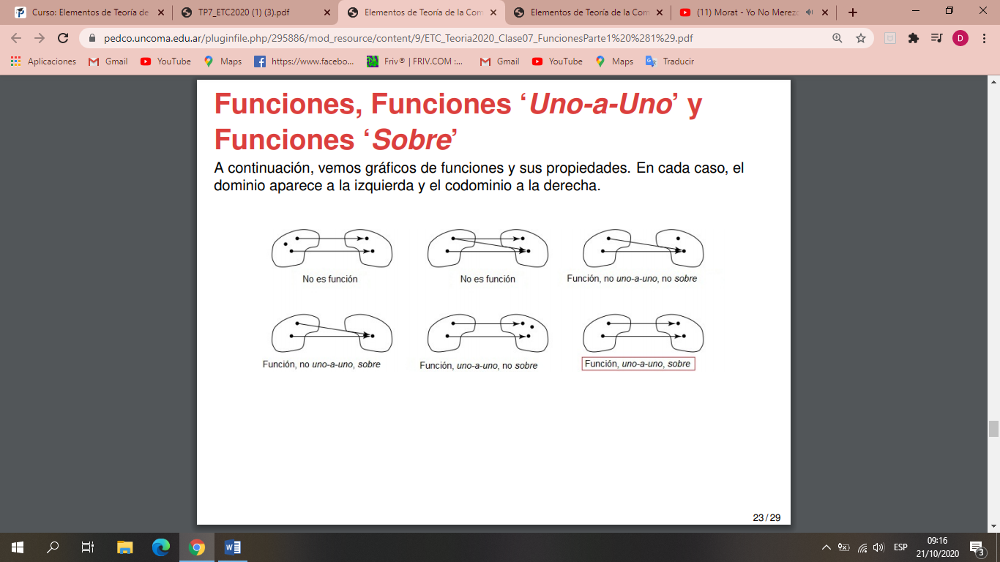 Curso: Elementos de Teoría de
TP7_ETC2020 (1) (3).pdf
Elementos de Teoría de la Com
Elementos de Teoría de la Com
(11) Morat - Yo No Merezc
pedco.uncoma.edu.ar/pluginfile.php/295886/mod_resource/content/9/ETC_Teoria2020_Clase07_FuncionesParte1%20%281%29.pdf
D
Aplicaciones
Gmail
YouTube
Maps
https://www.facebo...
Friv® | FRIV.COM :...
Gmail
YouTube
Maps
Traducir
Funciones, Funciones ‘Uno-a-Uno’ y
Funciones ‘Sobre’
A continuación, vemos gráficos de funciones y sus propiedades. En cada caso, el
dominio aparece a la izquierda y el codominio a la derecha.
No es función
No es función
Función, no uno-a-uno, no sobre
Función, no uno-a-uno, sobre
Función, uno-a-uno, no sobre
Función, uno-a-uno, sobre
23/29
ESP
09:16
21/10/2020
3